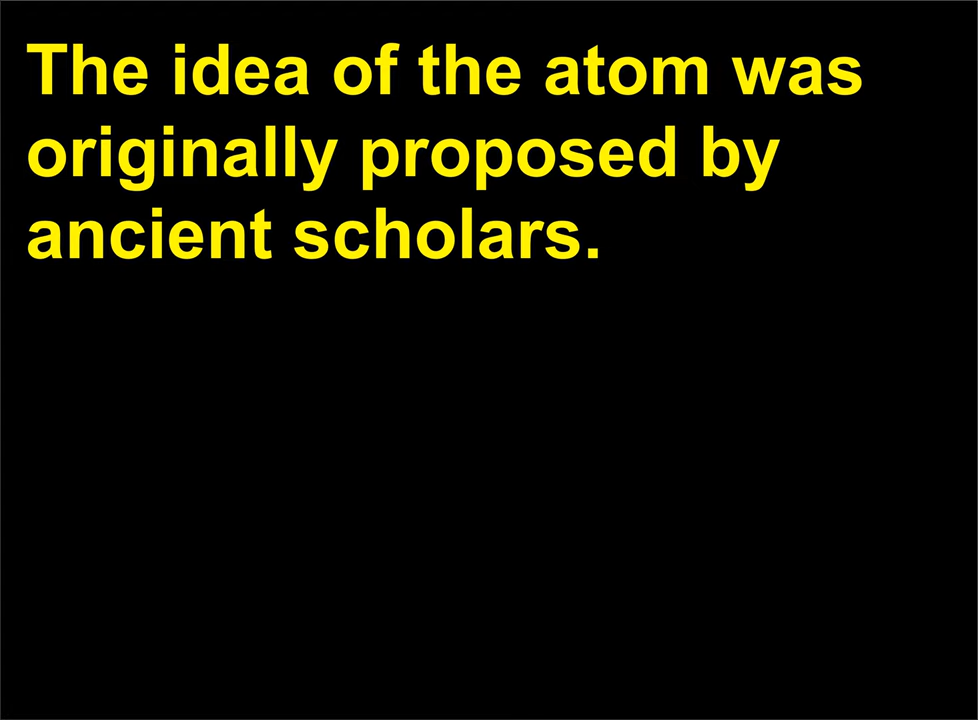 The idea of the atom was
originally proposed by
ancient scholars.